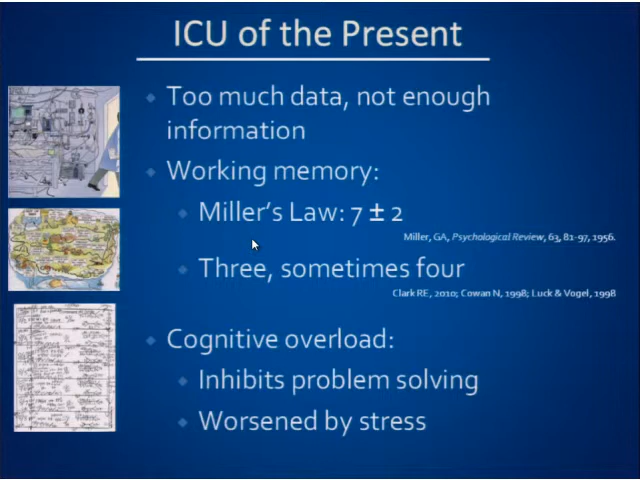 ICU of the Present
Too much data, not enough
information
Working memory:
Miller's Law: 7 ± 2
Miller, GA, Psychological Review, 63, 81-97, 1956.
Three, sometimes four
Clark RE, 2010; Cowan N, 1998; Luck & Vogel, 1998
Cognitive overload:
Inhibits problem solving
Worsened by stress